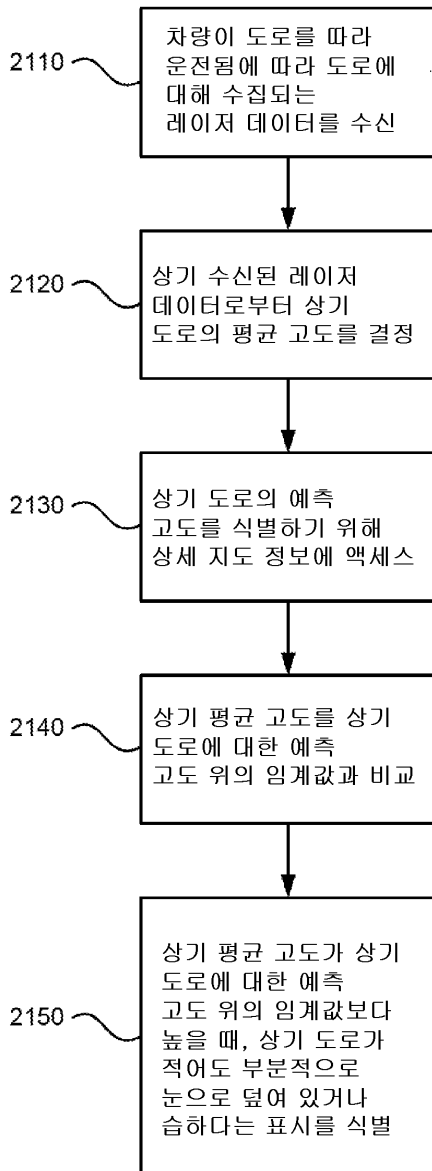 2110
차량이 도로를 따라
운전됨에 따라 도로에
대해 수집되는
레이저 데이터를 수신
2120
상기 수신된 레이저
데이터로부터 상기
도로의 평균 고도를 결정
2130
상기 도로의 예측
고도를 식별하기 위해
상세 지도 정보에 액세스
2140
상기 평균 고도를 상기
도로에 대한 예측
고도 위의 임계값과 비교
2150
상기 평균 고도가 상기
도로에 대한 예측
고도 위의 임계값보다
높을 때, 상기 도로가
적어도 부분적으로
눈으로 덮여 있거나
습하다는 표시를 식별